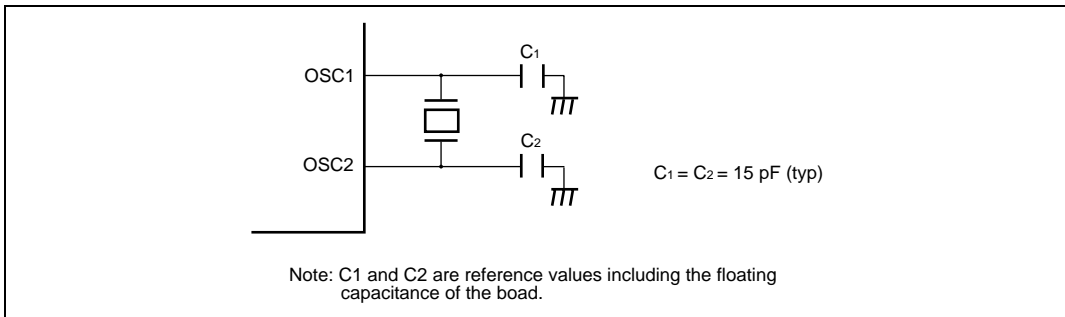 C1
OSC1
C2
OSC2
C1 = C2 = 15 pF (typ)
Note: C1 and C2 are reference values including the floating
capacitance of the boad.